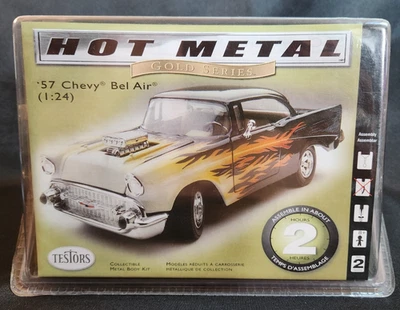 HOT METAL
GOLD SERIES
'57 Chevy® Bel Air®
(1:24)
Assembly
ASSEMBLE IN ABOUT
HOURS
2
HEURES
TEMPS D'ASSEMBLAGE
2
TESTORS
COLLECTIBLE
METAL BODY KIT
MODÈLES RÉDUITS À CARROSSERIE
MÉTALLIQUE DE COLLECTION